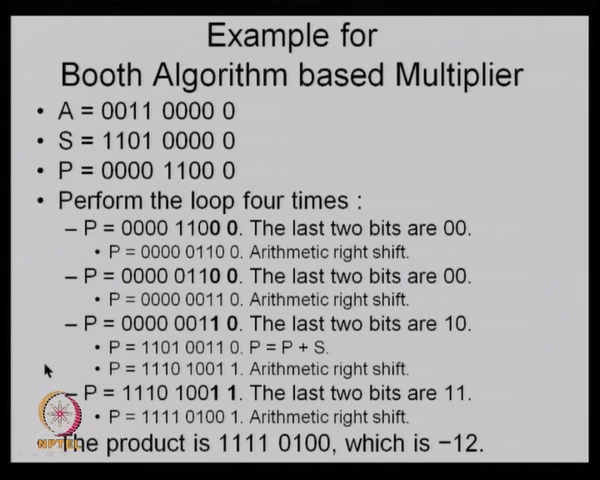 Example for
Booth Algorithm based Multiplier
• A = 0011 0000 0
• S = 1101 0000 0
• P = 0000 1100 0
• Perform the loop four times :
– P = 0000 1100 0. The last two bits are 00.
• P = 0000 0110 0. Arithmetic right shift.
– P = 0000 0110 0. The last two bits are 00.
• P = 0000 0011 0. Arithmetic right shift.
– P = 0000 0011 0. The last two bits are 10.
• P = 1101 0011 0. P = P + S.
• P = 1110 1001 1. Arithmetic right shift.
– P = 1110 1001 1. The last two bits are 11.
• P = 1111 0100 1. Arithmetic right shift.
The product is 1111 0100, which is −12.
NPTEL